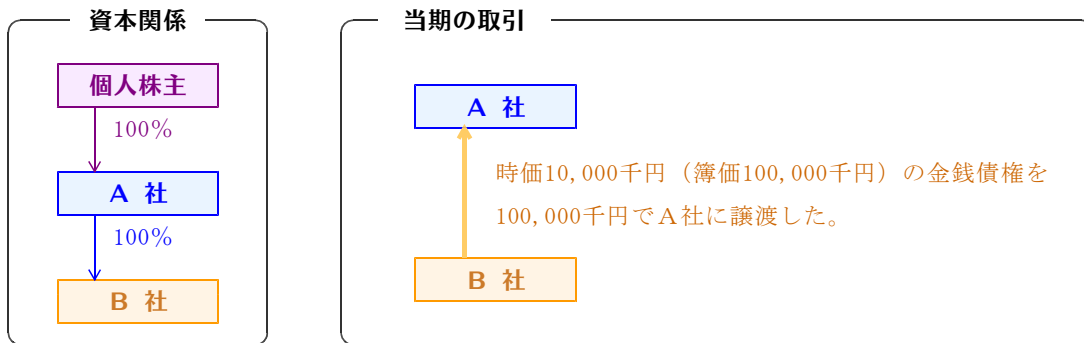 資本関係
個人株主
100%
A 社
100%
B 社
当期の取引
A 社
時価10,000千円（簿価100,000千円）の金銭債権を
100,000千円でA社に譲渡した。
B 社